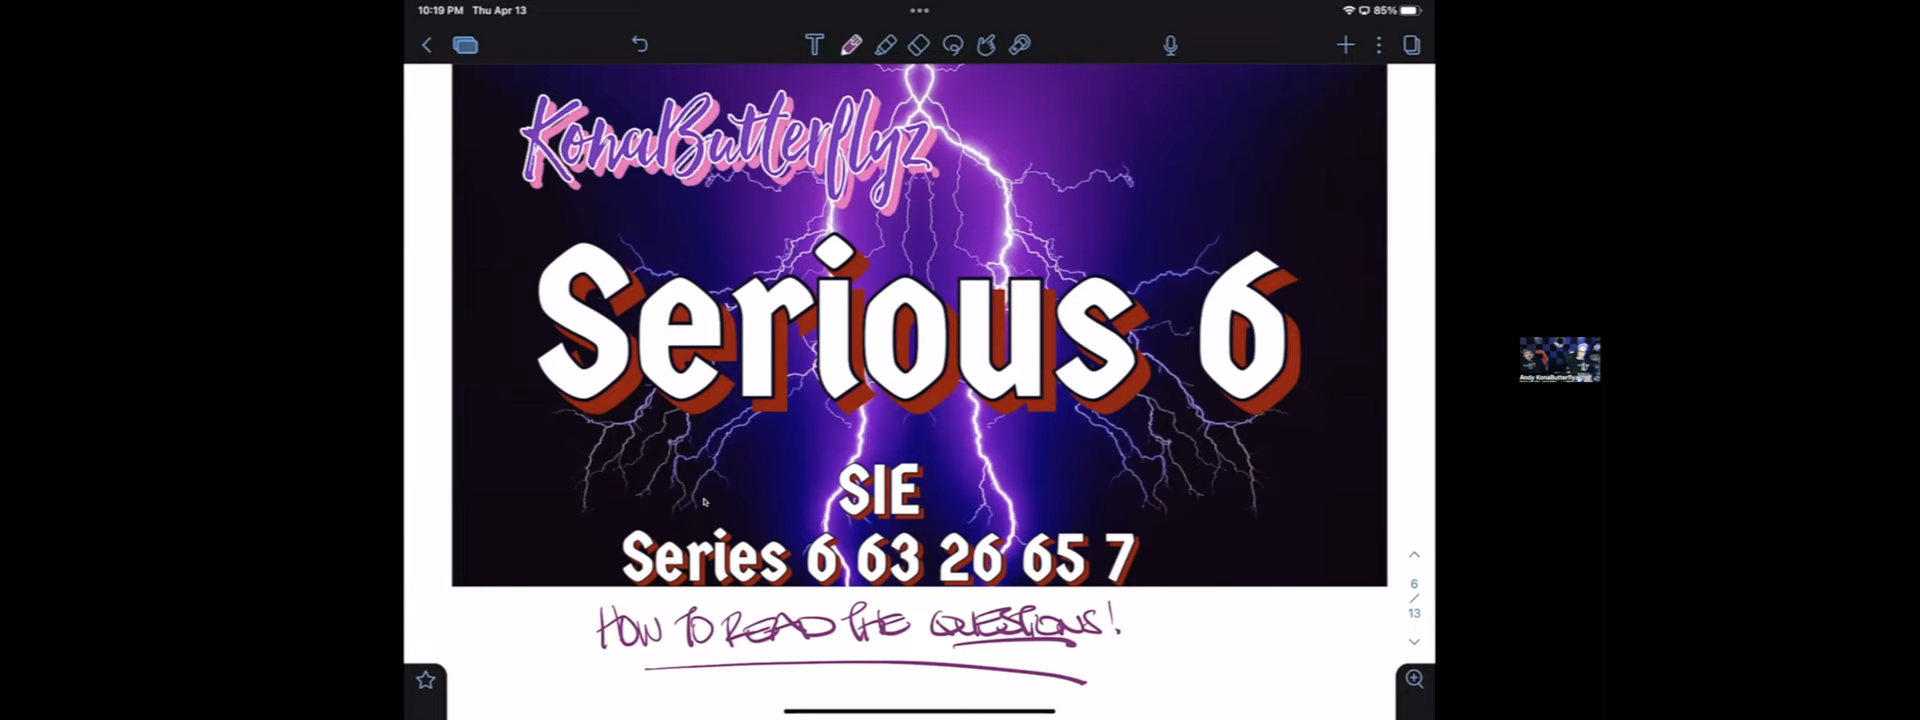 10:19 PM Thu Apr 13
85%
T
KonaButterflyz
Serious 6
SIE
Series 6 63 26 65 7
HOW TO READ THE QUESTIONS!
6
/
13